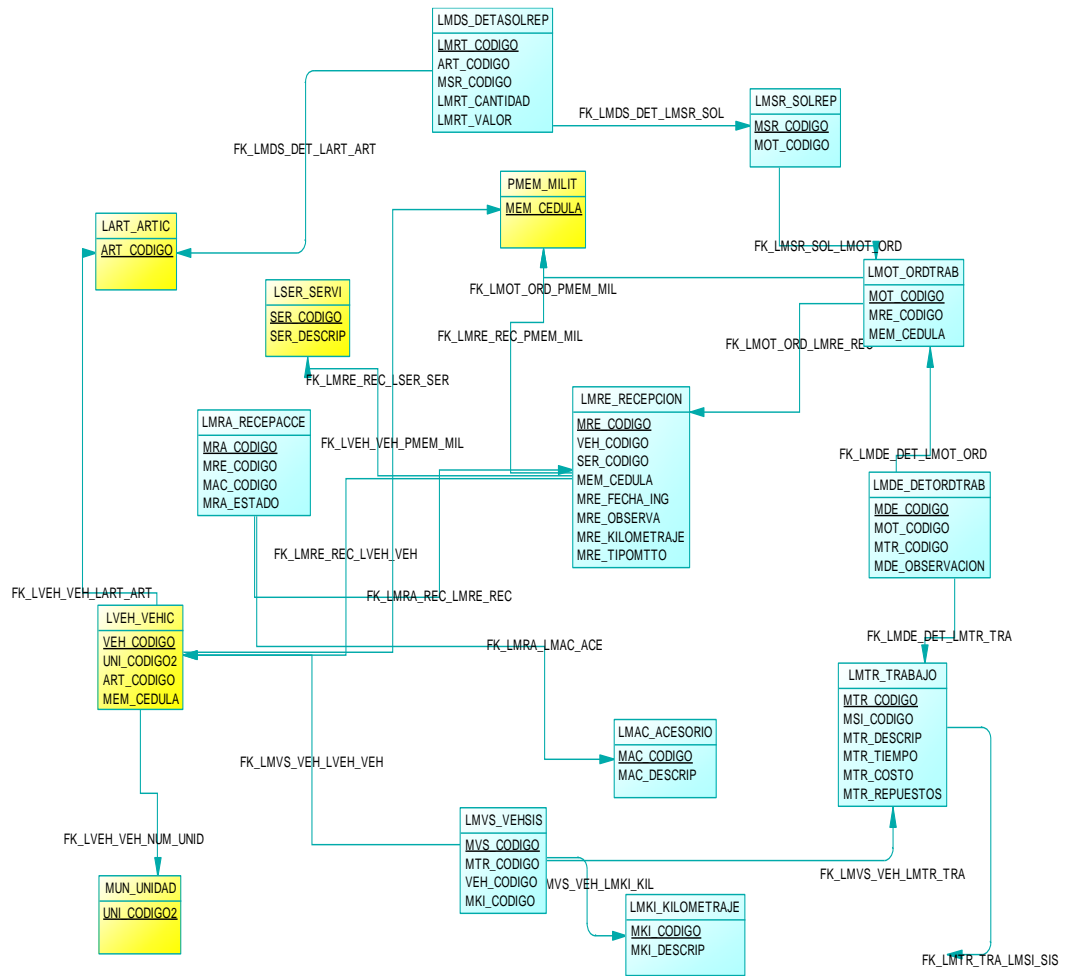 LMDS_DETASOLREP
LMRT_CODIGO
ART_CODIGO
MSR_CODIGO
LMRT_CANTIDAD
LMRT_VALOR
LMSR_SOLREP
MSR_CODIGO
MOT_CODIGO
FK_LMDS_DET_LMSR_SOL
FK_LMDS_DET_LART_ART
PMEM_MILIT
MEM_CEDULA
LART_ARTIC
ART_CODIGO
FK_LMSR_SOL_LMOT_ORD
LMOT_ORDTRAB
MOT_CODIGO
MRE_CODIGO
MEM_CEDULA
LSER_SERVI
SER_CODIGO
SER_DESCRIP
FK_LMOT_ORD_PMEM_MIL
FK_LMRE_REC_PMEM_MIL
FK_LMOT_ORD_LMRE_REC
FK_LMRE_REC_LSER_SER
LMRE_RECEPCION
MRE_CODIGO
VEH_CODIGO
SER_CODIGO
MEM_CEDULA
MRE_FECHA_ING
MRE_OBSERVA
MRE_KILOMETRAJE
MRE_TIPOMTTO
LMRA_RECEPACCE
MRA_CODIGO
MRE_CODIGO
MAC_CODIGO
MRA_ESTADO
FK_LVEH_VEH_PMEM_MIL
FK_LMDE_DET_LMOT_ORD
LMDE_DETORDTRAB
MDE_CODIGO
MOT_CODIGO
MTR_CODIGO
MDE_OBSERVACION
FK_LMRE_REC_LVEH_VEH
FK_LVEH_VEH_LART_ART
FK_LMRA_REC_LMRE_REC
LVEH_VEHIC
VEH_CODIGO
UNI_CODIGO2
ART_CODIGO
MEM_CEDULA
FK_LMRA_LMAC_ACE
FK_LMDE_DET_LMTR_TRA
LMTR_TRABAJO
MTR_CODIGO
MSI_CODIGO
MTR_DESCRIP
MTR_TIEMPO
MTR_COSTO
MTR_REPUESTOS
LMAC_ACESORIO
MAC_CODIGO
MAC_DESCRIP
FK_LMVS_VEH_LVEH_VEH
LMVS_VEHSIS
MVS_CODIGO
MTR_CODIGO
VEH_CODIGO
MKI_CODIGO
FK_LVEH_VEH_NUM_UNID
FK_LMVS_VEH_LMTR_TRA
MVS_VEH_LMKI_KIL
MUN_UNIDAD
UNI_CODIGO2
LMKI_KILOMETRAJE
MKI_CODIGO
MKI_DESCRIP
FK_LMTR_TRA_LMSI_SIS